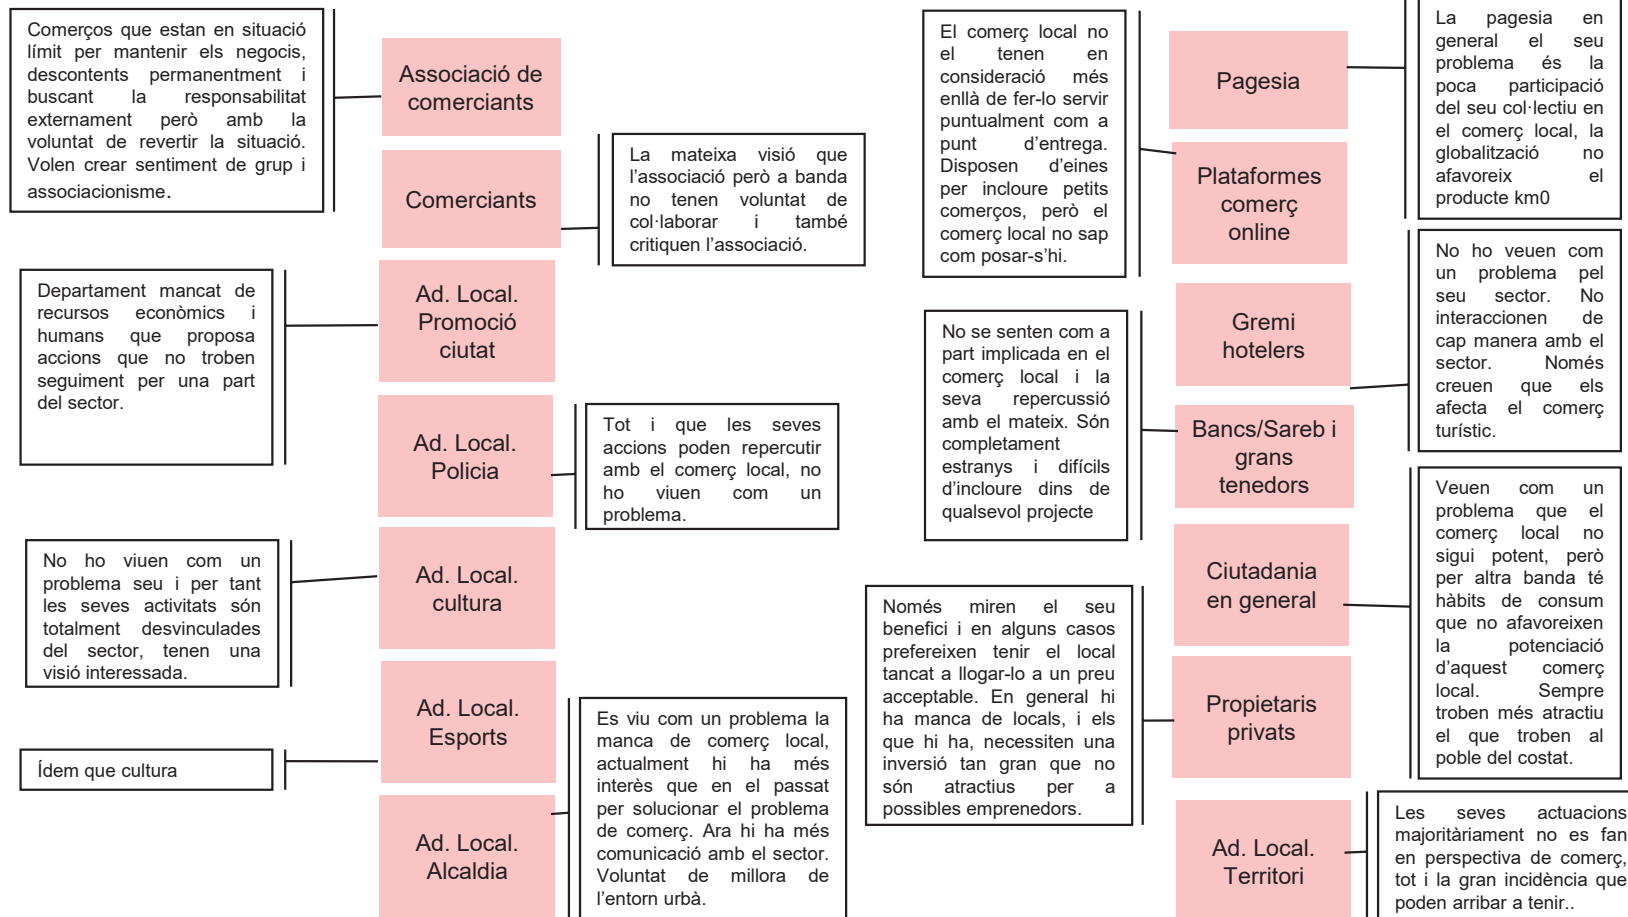 Comerços que estan en situació
límit per mantenir els negocis,
descontents permanentment i
buscant la responsabilitat
externament però amb la
voluntat de revertir la situació.
Volen crear sentiment de grup i
associacionisme.
Associació de
comerciants
Comerciants
La mateixa visió que
l’associació però a banda
no tenen voluntat de
col·laborar i també
critiquen l’associació.
Departament mancat de
recursos econòmics i
humans que proposa
accions que no troben
seguiment per una part
del sector.
Ad. Local.
Promoció
ciutat
Ad. Local.
Policia
Tot i que les seves
accions poden repercutir
amb el comerç local, no
ho viuen com un
problema.
No ho viuen com un
problema seu i per tant
les seves activitats són
totalment desvinculades
del sector, tenen una
visió interessada.
Ad. Local.
cultura
Ad. Local.
Esports
Ídem que cultura
Es viu com un problema la
manca de comerç local,
actualment hi ha més
interès que en el passat
per solucionar el problema
de comerç. Ara hi ha més
comunicació amb el sector.
Voluntat de millora de
l’entorn urbà.
Ad. Local.
Alcaldia
El comerç local no
el tenen en
consideració més
enllà de fer-lo servir
puntualment com a
punt d’entrega.
Disposen d’eines
per incloure petits
comerços, però el
comerç local no sap
com posar-s’hi.
Pagesia
La pagesia en
general el seu
problema és la
poca participació
del seu col·lectiu en
el comerç local, la
globalització no
afavoreix el
producte km0
Plataformes
comerç
online
Gremi
hotelers
No ho veuen com
un problema pel
seu sector. No
interaccionen de
cap manera amb el
sector. Només
creuen que els
afecta el comerç
turístic.
No se senten com a
part implicada en el
comerç local i la
seva repercussió
amb el mateix. Són
completament
estranys i difícils
d’incloure dins de
qualsevol projecte
Bancs/Sareb i
grans
tenedors
Ciutadania
en general
Veuen com un
problema que el
comerç local no
sigui potent, però
per altra banda té
hàbits de consum
que no afavoreixen
la potenciació
d’aquest comerç
local. Sempre
troben més atractiu
el que troben al
poble del costat.
Només miren el seu
benefici i en alguns casos
prefereixen tenir el local
tancat a llogar-lo a un preu
acceptable. En general hi
ha manca de locals, i els
que hi ha, necessiten una
inversió tan gran que no
són atractius per a
possibles emprenedors.
Propietaris
privats
Ad. Local.
Territori
Les seves actuacions
majoritàriament no es fan
en perspectiva de comerç,
tot i la gran incidència que
poden arribar a tenir..